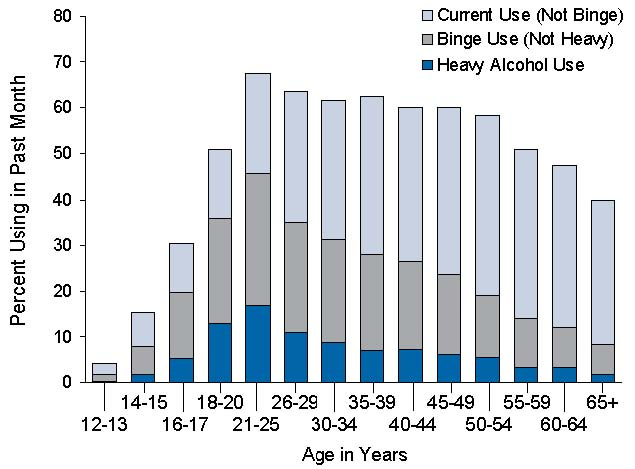 80
70
60
50
40
30
20
10
0
Percent Using in Past Month
Current Use (Not Binge)
Binge Use (Not Heavy)
Heavy Alcohol Use
14-15 18-20 26-29 35-39 45-49 55-59 65+
12-13 16-17 21-25 30-34 40-44 50-54 60-64
Age in Years